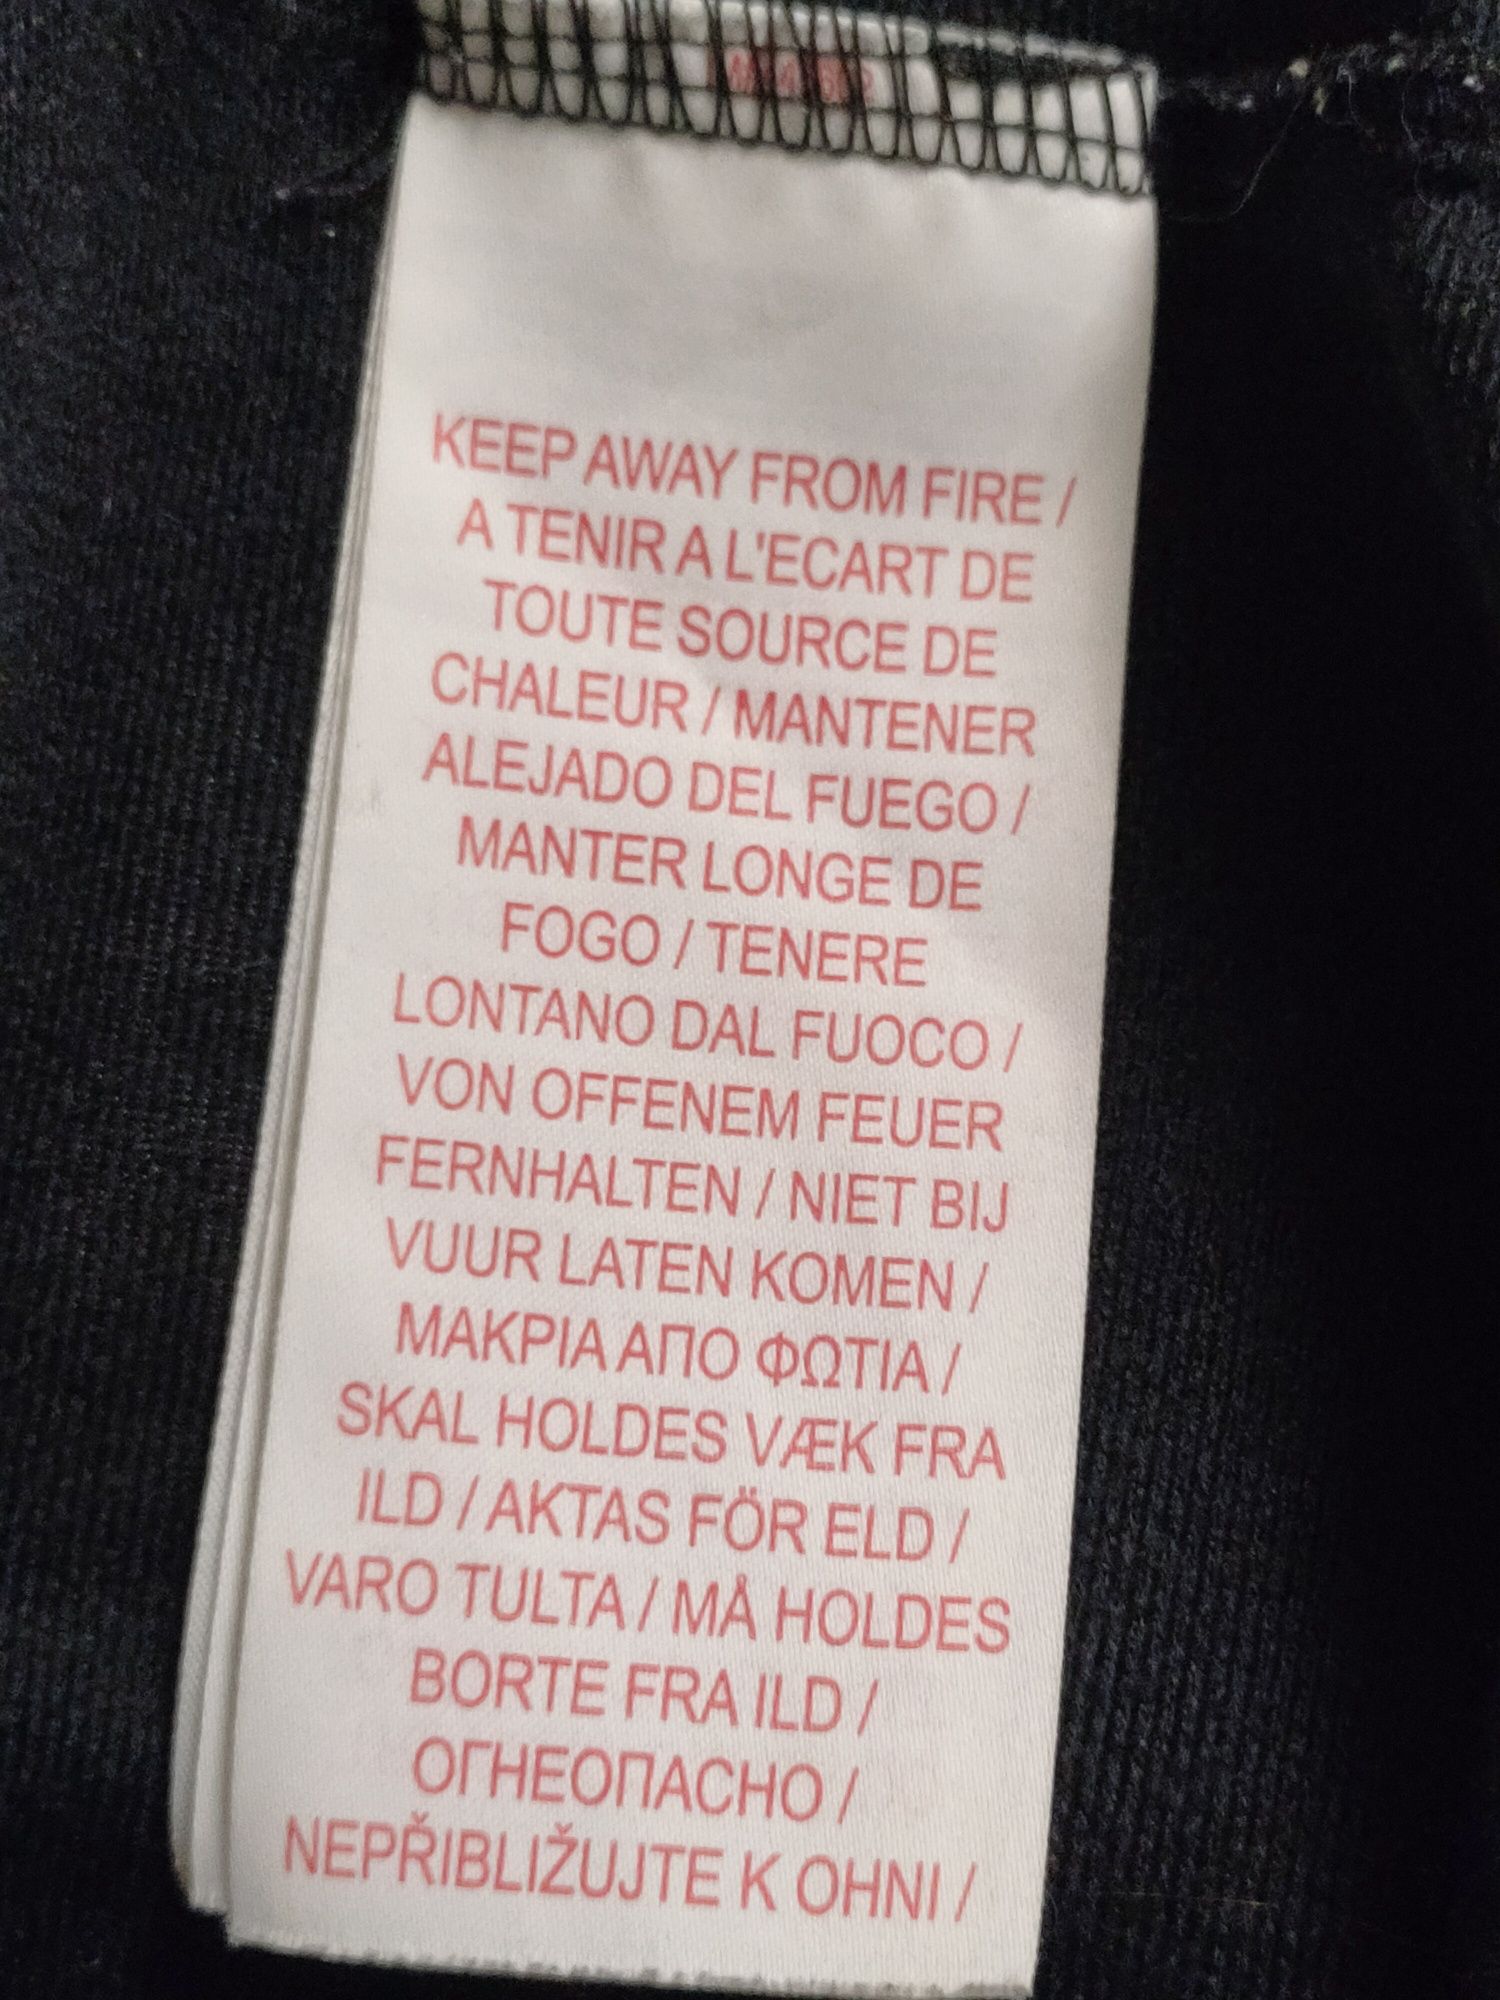 KEEP AWAY FROM FIRE /
A TENIR A L'ECART DE
TOUTE SOURCE DE
CHALEUR / MANTENER
ALEJADO DEL FUEGO /
MANTER LONGE DE
FOGO / TENERE
LONTANO DAL FUOCO /
VON OFFENEM FEUER
FERNHALTEN / NIET BIJ
VUUR LATEN KOMEN /
ΜΑΚΡΙΑ ΑΠΟ ΦΩΤΙΑ /
SKAL HOLDES VÆK FRA
ILD / AKTAS FÖR ELD /
VARO TULTA / MÅ HOLDES
BORTE FRA ILD /
ОГНЕОПАСНО /
NEPŘIBLIŽUJTE K OHNI /